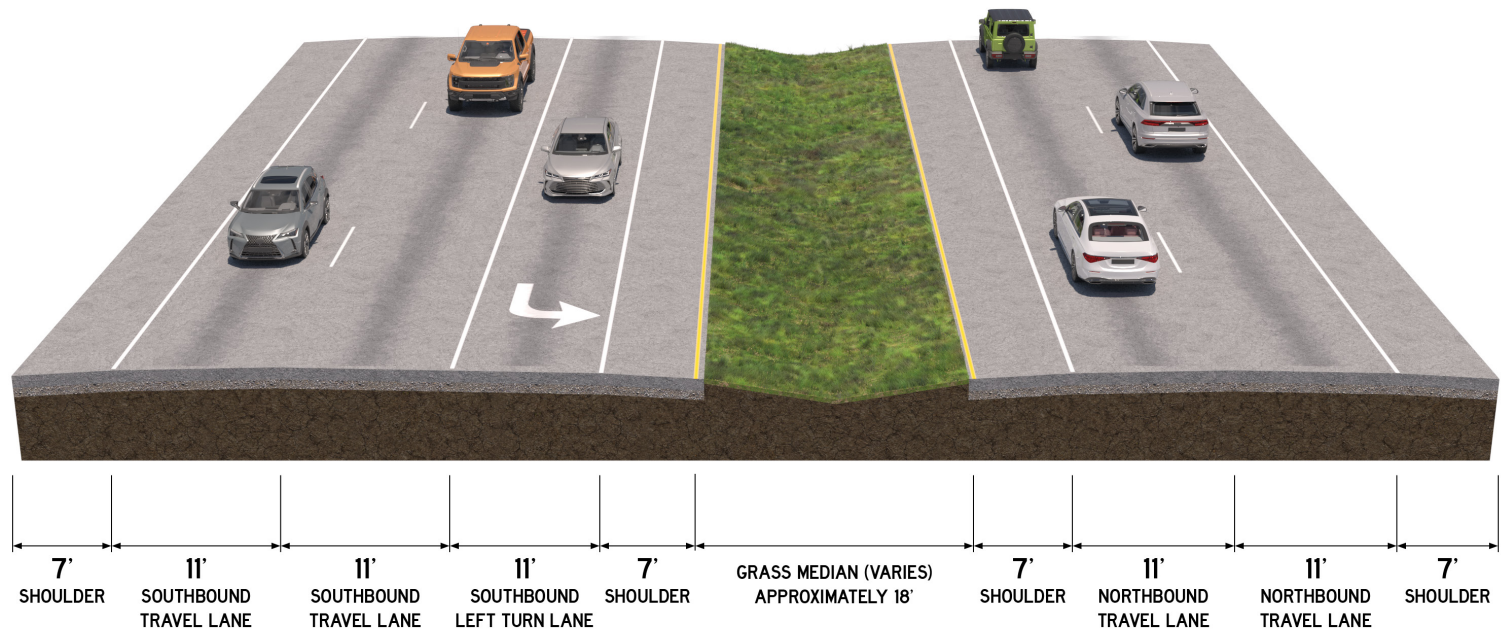 7'
SHOULDER
11'
SOUTHBOUND
TRAVEL LANE
11'
SOUTHBOUND
TRAVEL LANE
11'
SOUTHBOUND
LEFT TURN LANE
7'
SHOULDER
GRASS MEDIAN (VARIES)
APPROXIMATELY 18'
7'
SHOULDER
11'
NORTHBOUND
TRAVEL LANE
11'
NORTHBOUND
TRAVEL LANE
7'
SHOULDER